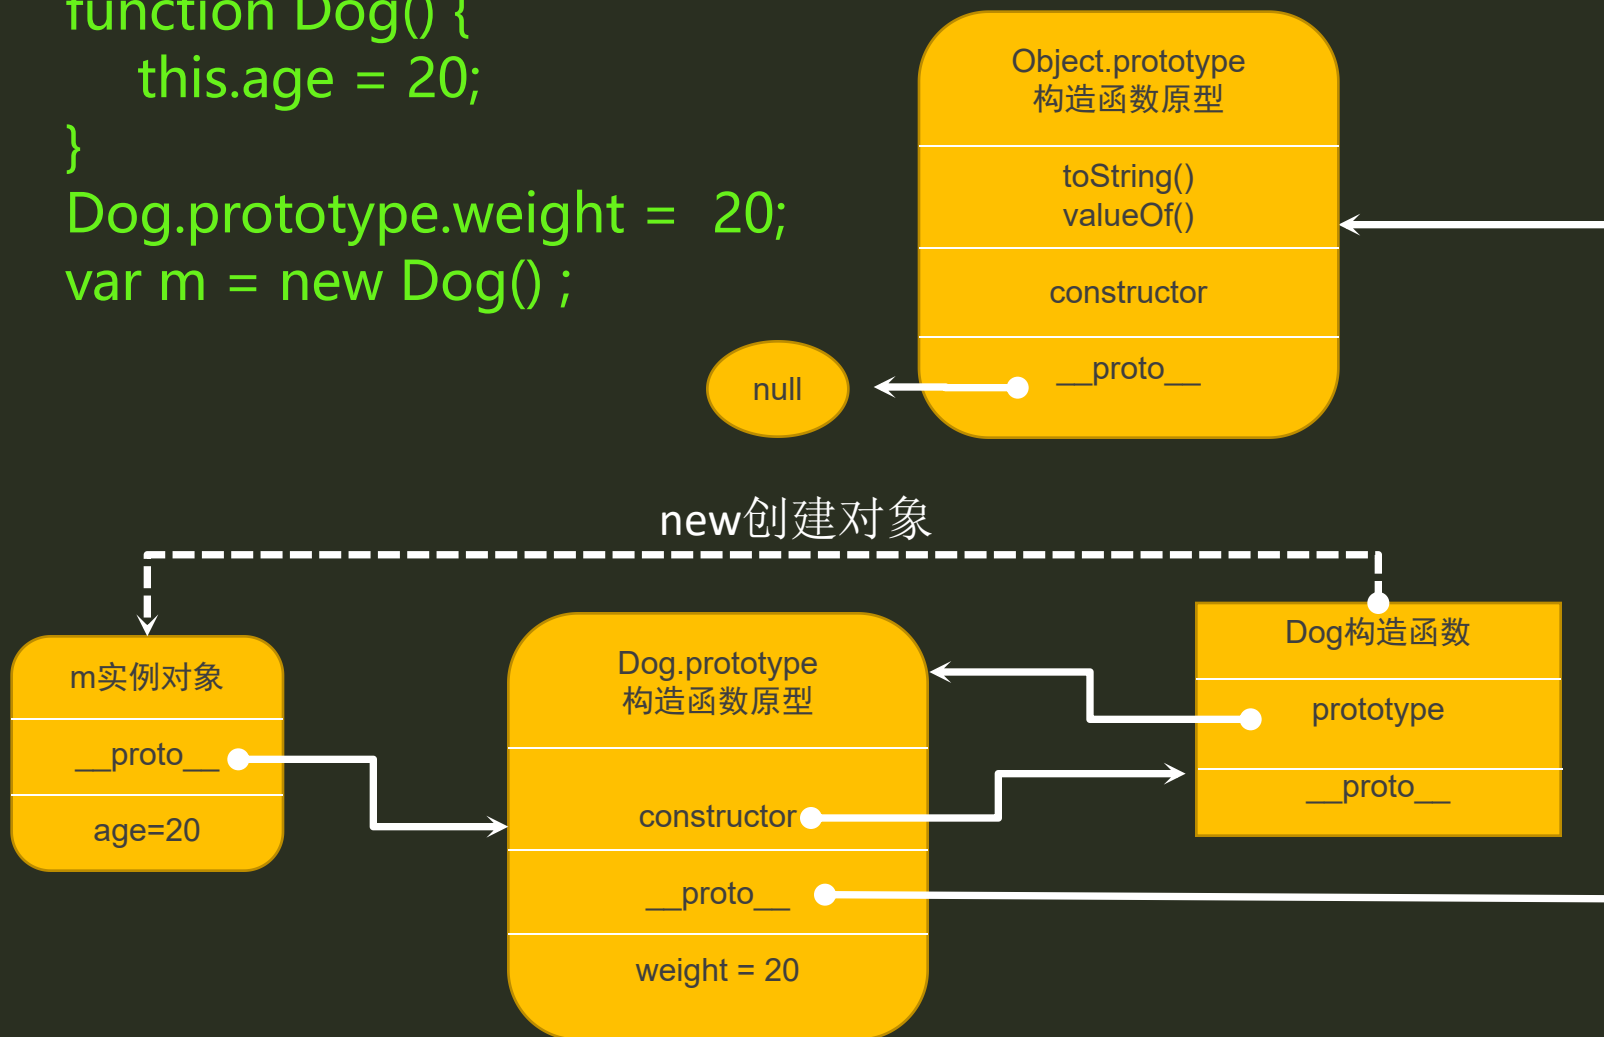 function Dog() {
this.age = 20;
}
Dog.prototype.weight =  20;
var m = new Dog() ;
Object.prototype
构造函数原型
toString()
valueOf()
constructor
__proto__
null
new创建对象
m实例对象
__proto__
age=20
Dog.prototype
构造函数原型
constructor
__proto__
weight = 20
Dog构造函数
prototype
__proto__